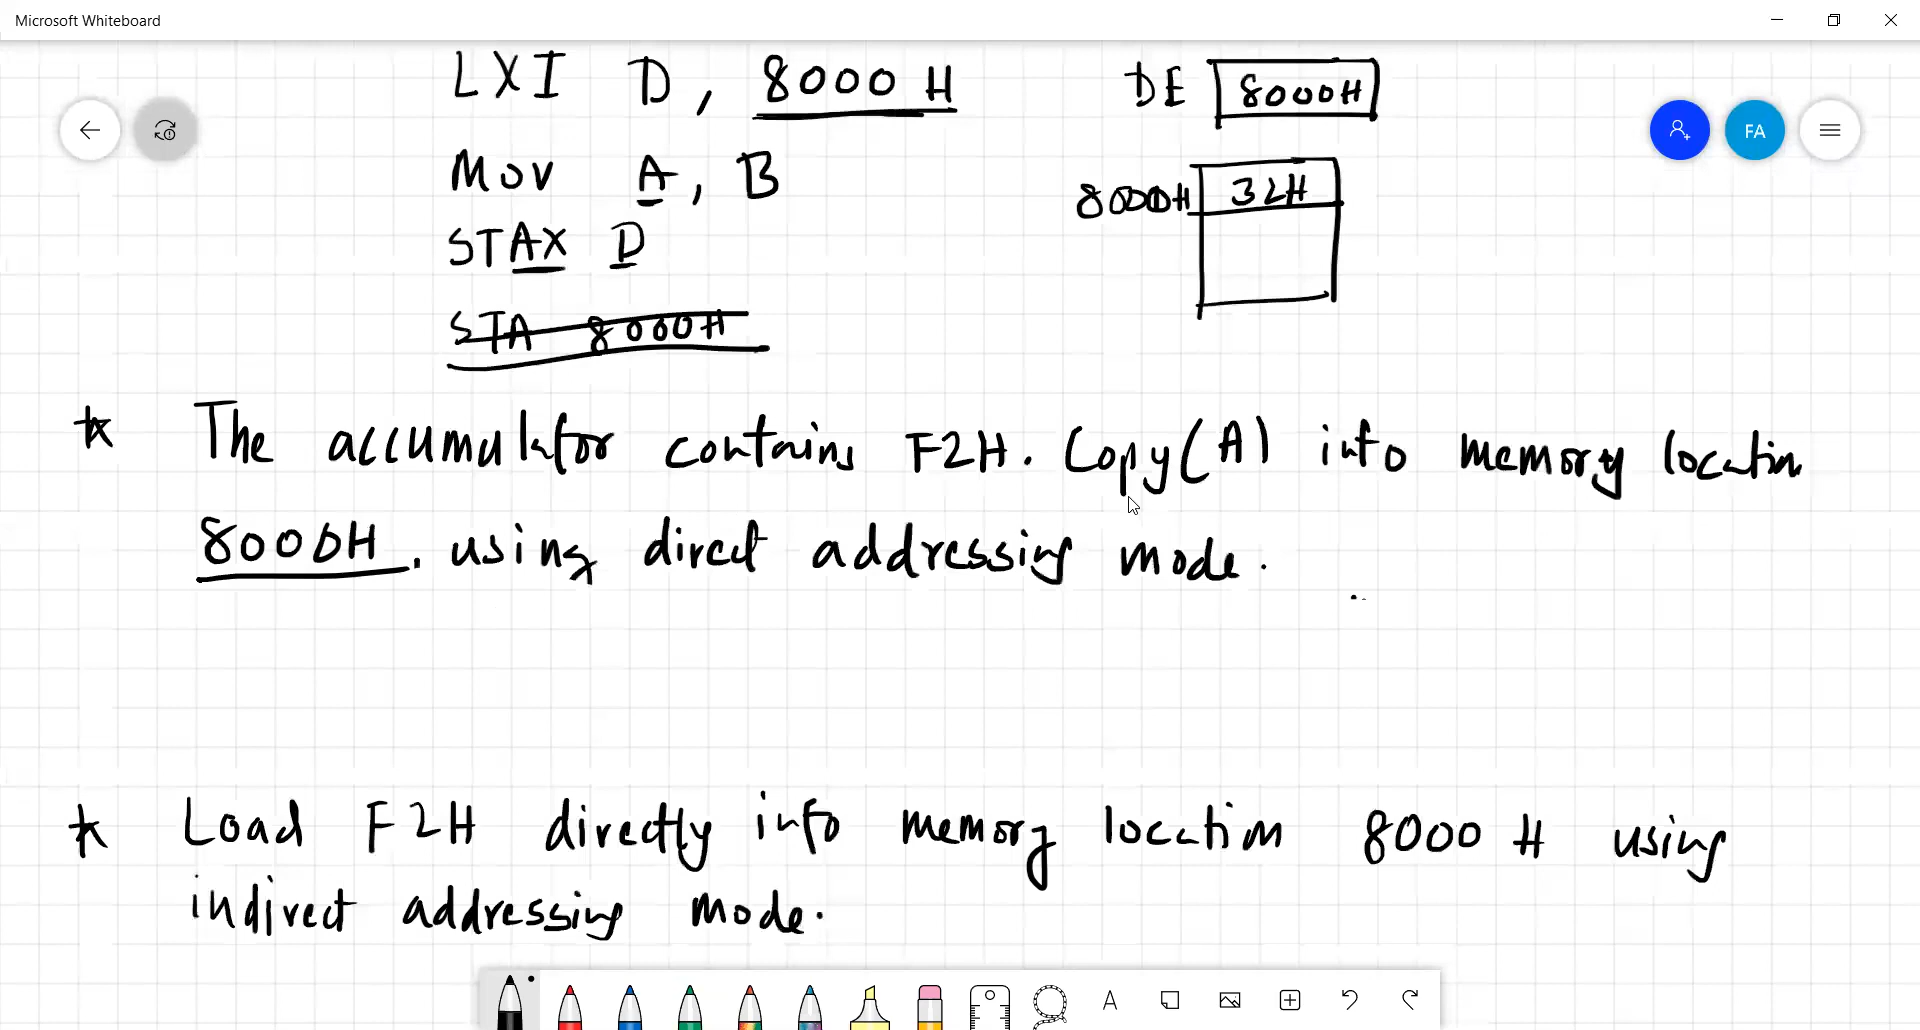 Microsoft Whiteboard
LXI D, 8000 H DE 8000H
MOV A, B
8000H 32H
STAX D
STA 8000H
FA
* The accumulator contains F2H. Copy (A) into memory location
8000H. using direct addressing mode.
* Load F2H directly into memory location 8000 H using
indirect addressing mode.
A